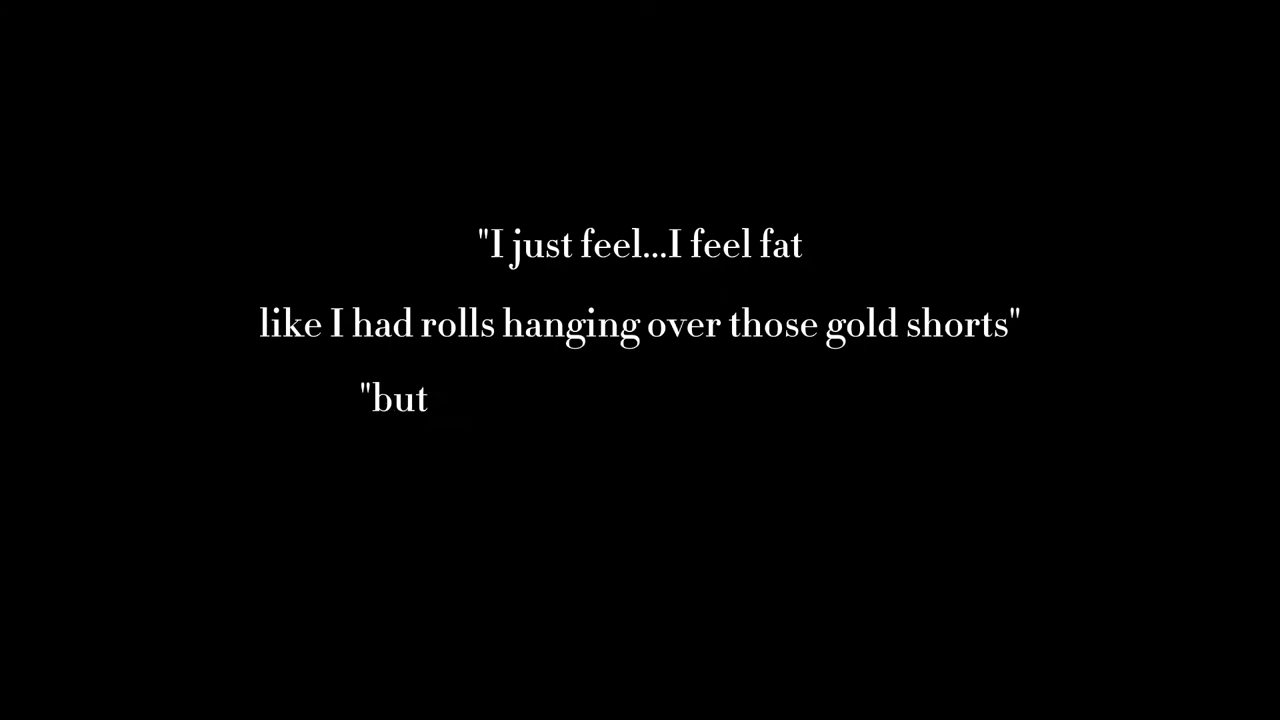 "I just feel...I feel fat
like I had rolls hanging over those gold shorts"
"but